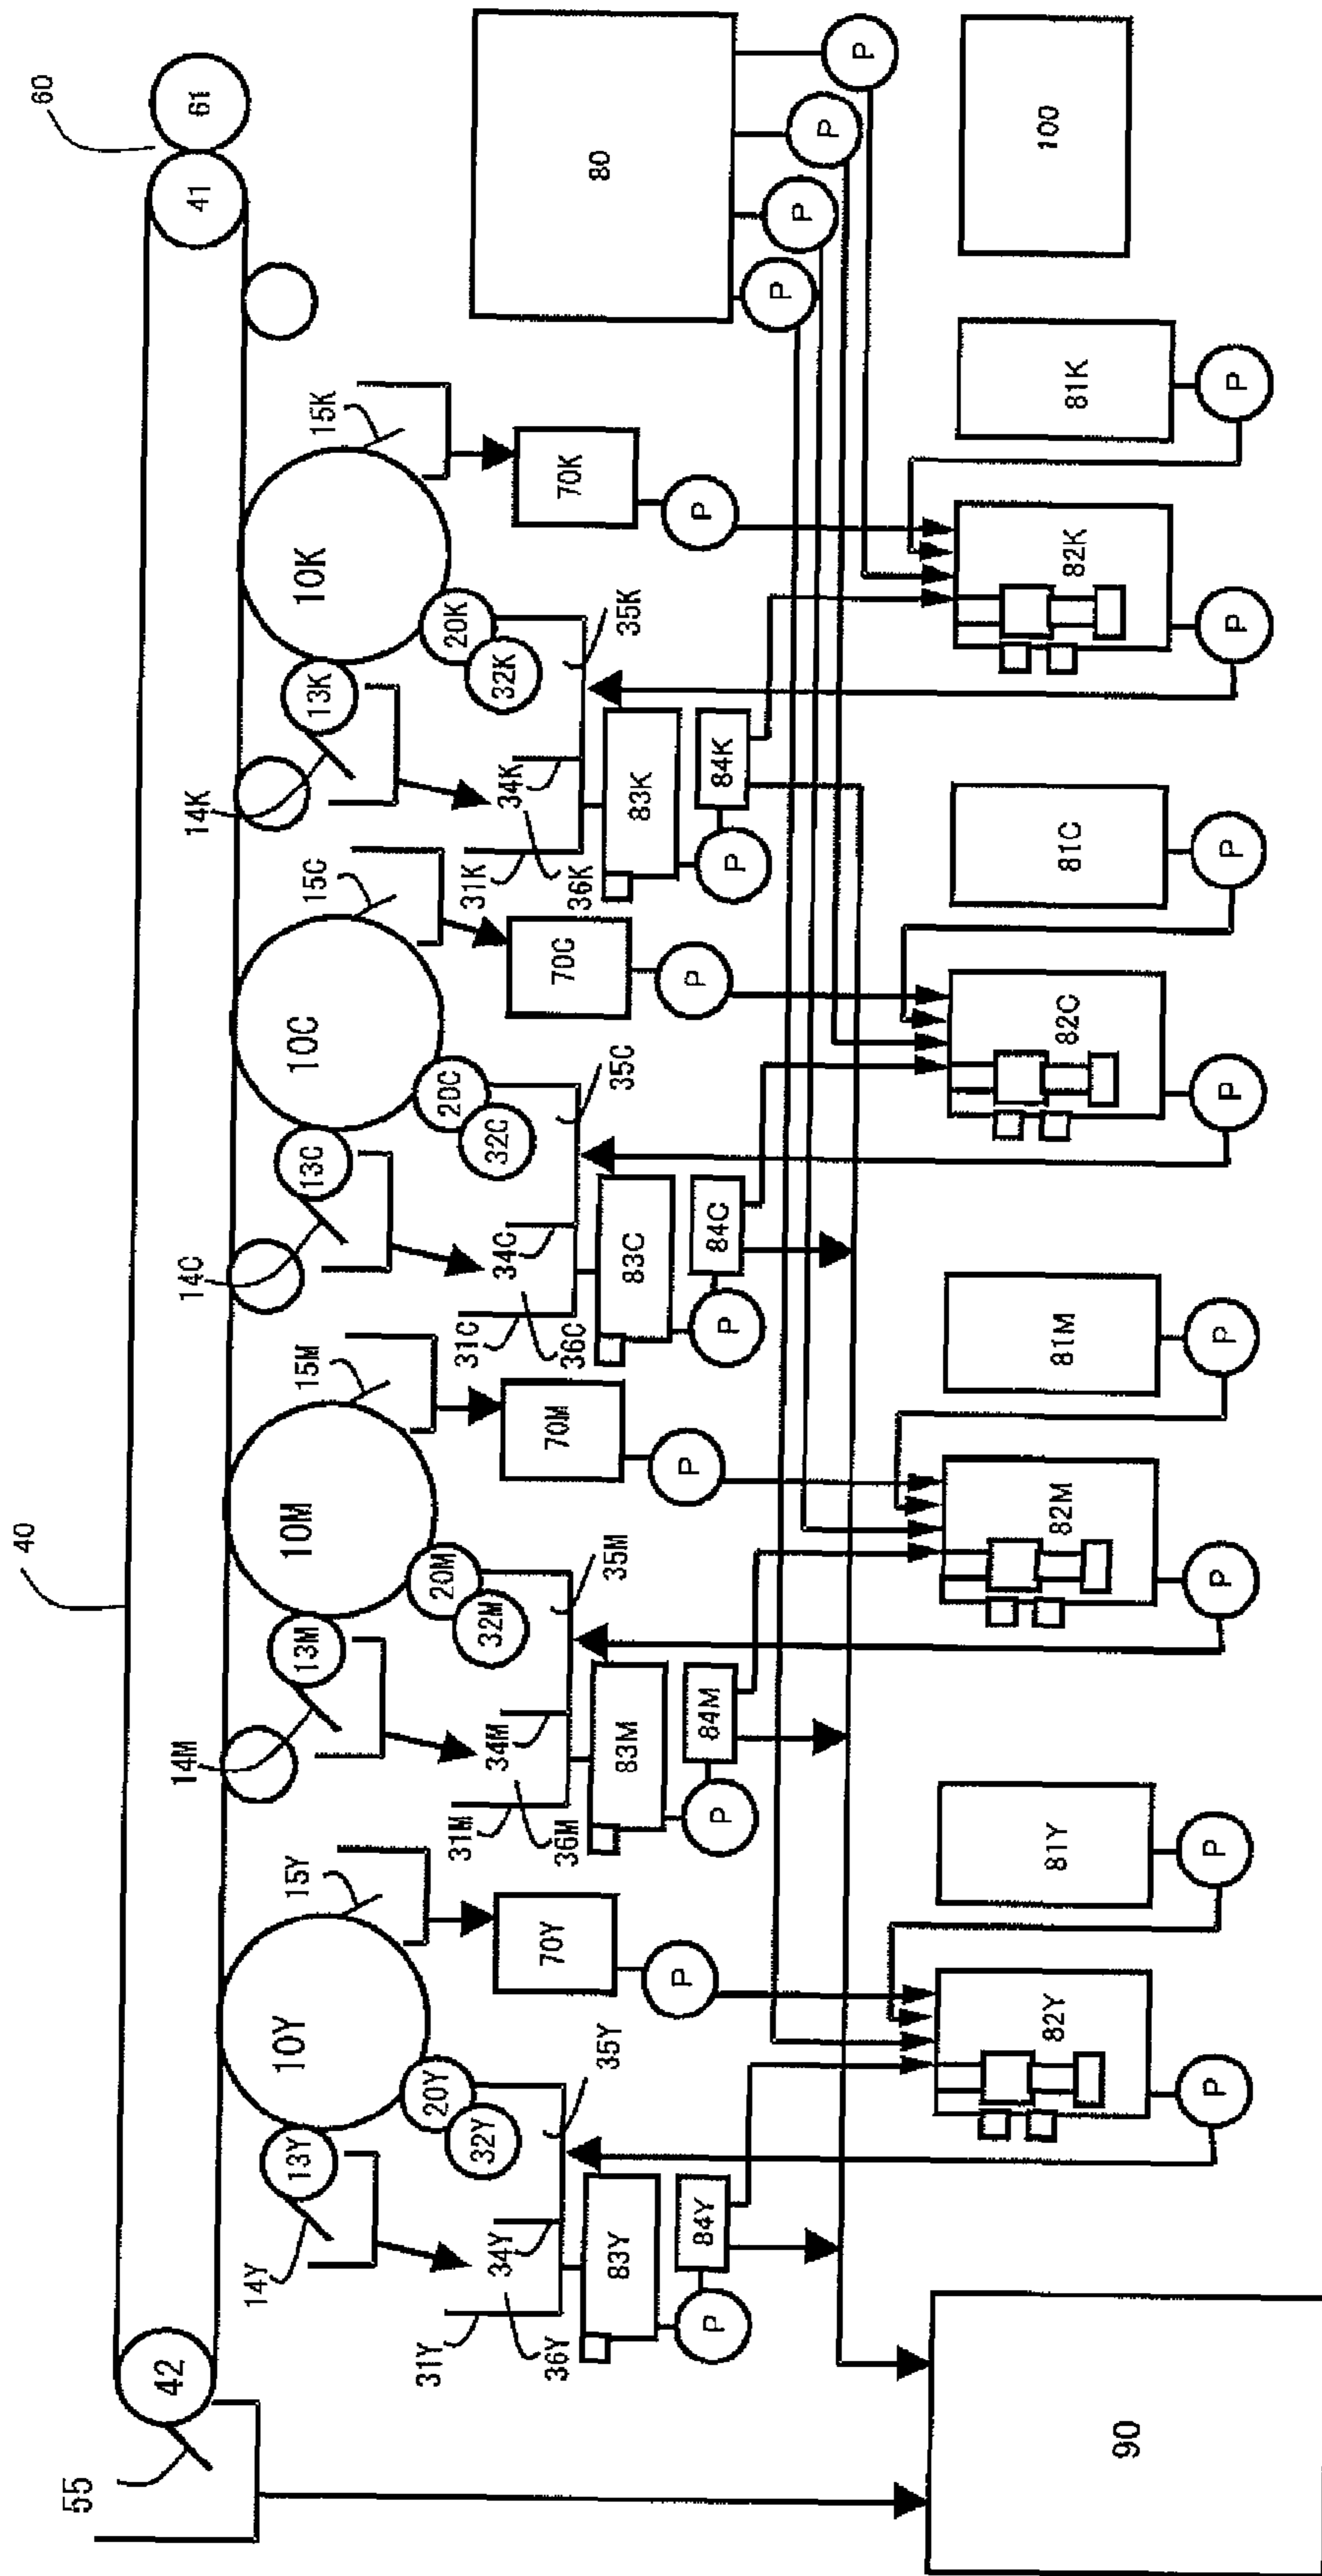 60
61
41
40
42
55
80
P
P
P
P
100
10K
15K
13K
14K
20K
32K
35K
34K
31K
36K
70K
P
83K
P
84K
82K
P
81K
P
10C
15C
13C
14C
20C
32C
35C
34C
31C
36C
70C
P
83C
P
84C
82C
P
81C
P
10M
15M
13M
14M
20M
32M
35M
34M
31M
36M
70M
P
83M
P
84M
82M
P
81M
P
10Y
15Y
13Y
14Y
20Y
32Y
35Y
34Y
31Y
36Y
70Y
P
83Y
P
84Y
82Y
P
81Y
P
90